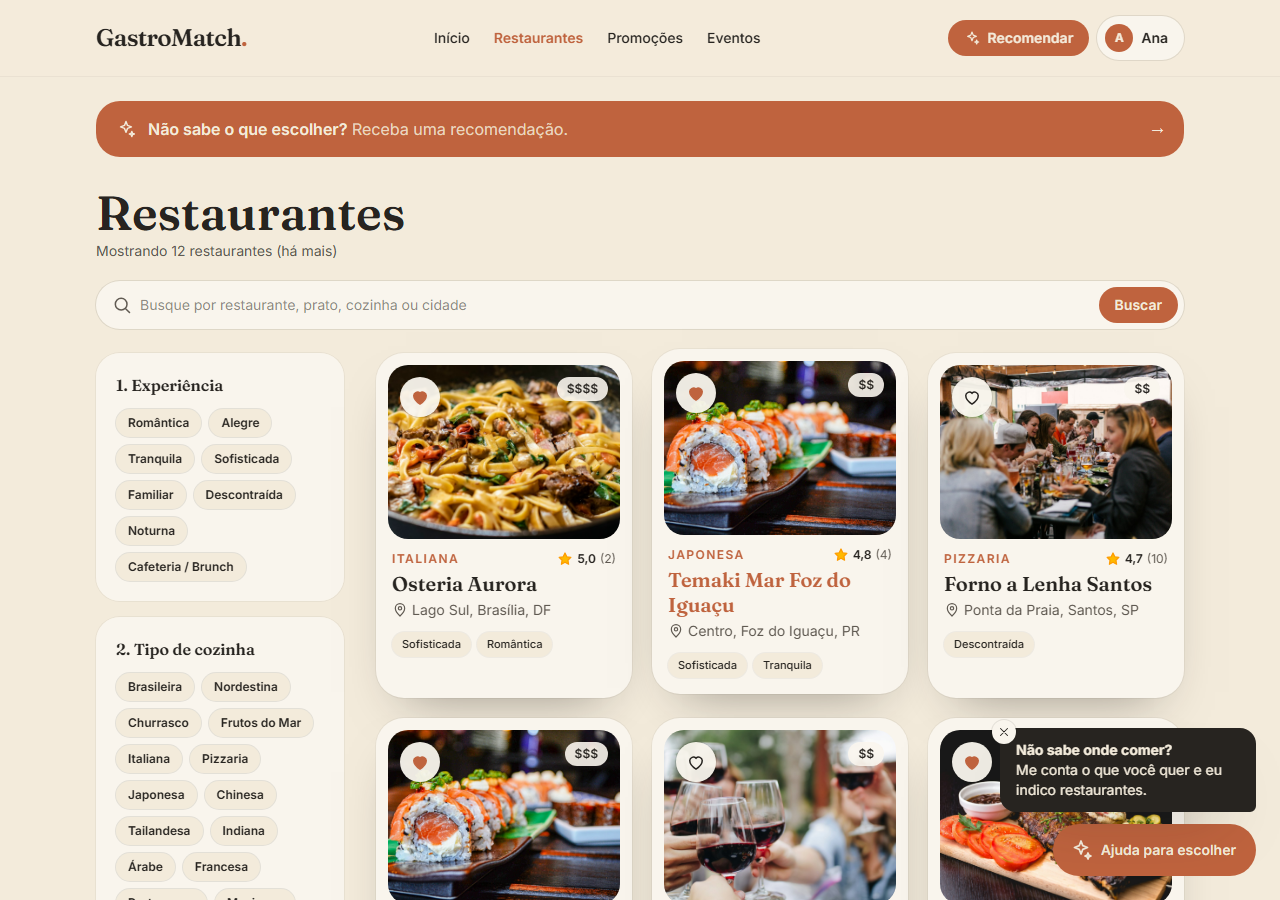 GastroMatch.
Início
Restaurantes
Promoções
Eventos
Recomendar
A
Ana
Não sabe o que escolher? Receba uma recomendação. →
Restaurantes
Mostrando 12 restaurantes (há mais)
Busque por restaurante, prato, cozinha ou cidade
Buscar
1. Experiência
Romântica
Alegre
Tranquila
Sofisticada
Familiar
Descontraída
Noturna
Cafeteria / Brunch
2. Tipo de cozinha
Brasileira
Nordestina
Churrasco
Frutos do Mar
Italiana
Pizzaria
Japonesa
Chinesa
Tailandesa
Indiana
Árabe
Francesa
$$$$
ITALIANA
5,0 (2)
Osteria Aurora
Lago Sul, Brasília, DF
Sofisticada
Romântica
$$
JAPONESA
4,8 (4)
Temaki Mar Foz do
Iguaçu
Centro, Foz do Iguaçu, PR
Sofisticada
Tranquila
$$
PIZZARIA
4,7 (10)
Forno a Lenha Santos
Ponta da Praia, Santos, SP
Descontraída
$$$
$$
Não sabe onde comer?
Me conta o que você quer e eu
indico restaurantes.
Ajuda para escolher